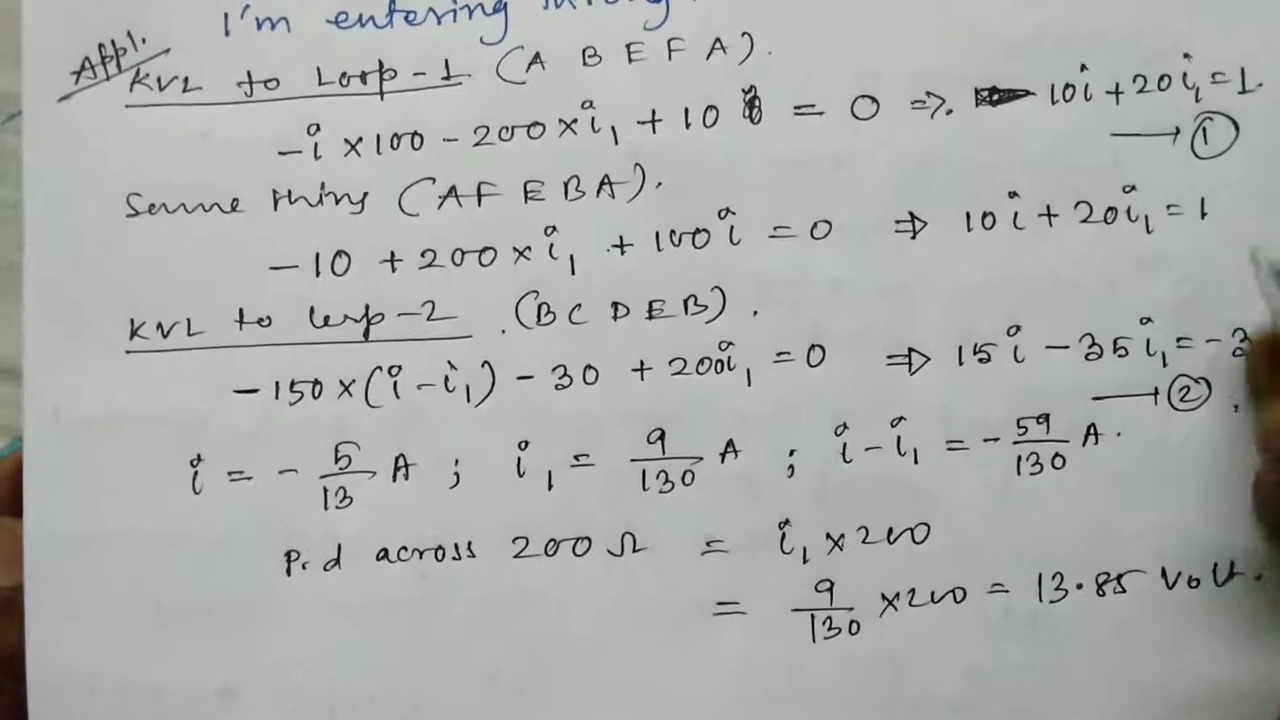 I'm entering
Appl.
KVL to Loop-1 (A B E F A).
-i × 100 - 200 × i₁ + 10 = 0 ⇒ 10i + 20i₁ = 1.
→ ①
Same thing (A F E B A).
-10 + 200 × i₁ + 100i = 0 ⇒ 10i + 20i₁ = 1
KVL to loop-2 . (B C D E B) .
-150 × (i - i₁) - 30 + 200i₁ = 0 ⇒ 15i - 35i₁ = -3
→ ② .
i = - 5/13 A ; i₁ = 9/130 A ; i - i₁ = - 59/130 A .
P.d across 200 Ω = i₁ × 200
= 9/130 × 200 = 13.85 Volt.